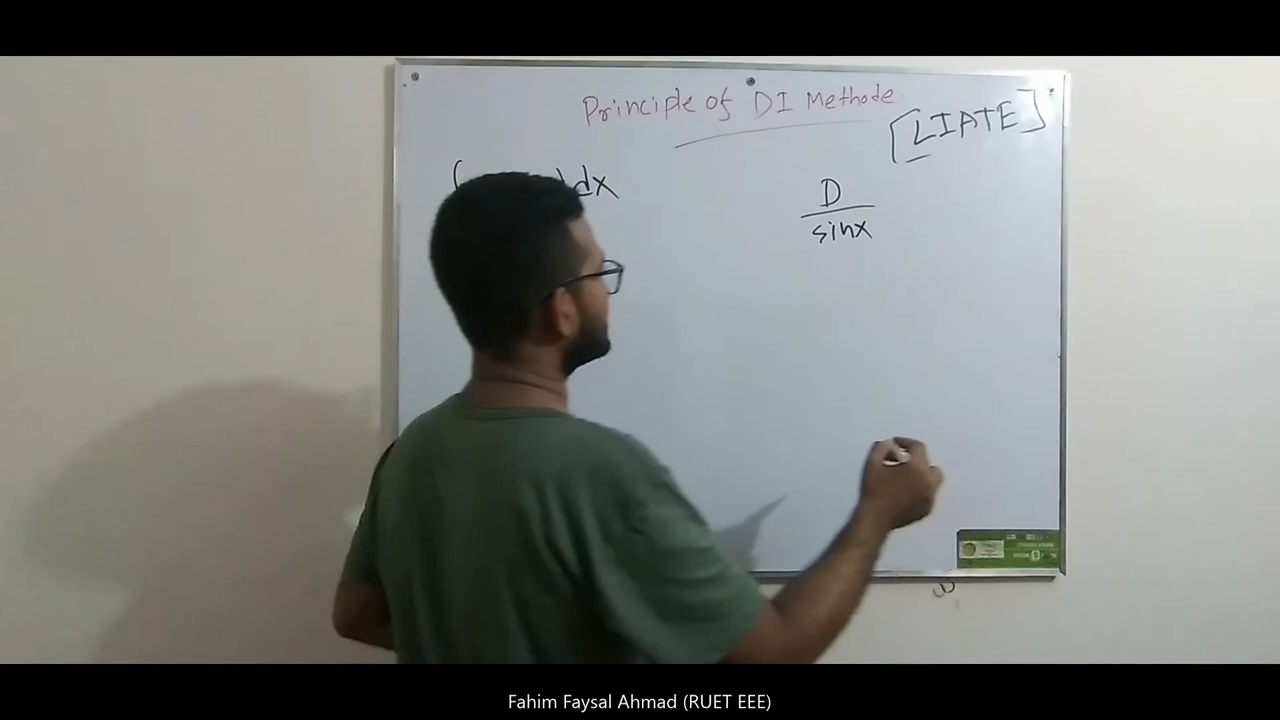 Principle of DI Methode
[LIATE]
dx
D
sinx
Fahim Faysal Ahmad (RUET EEE)